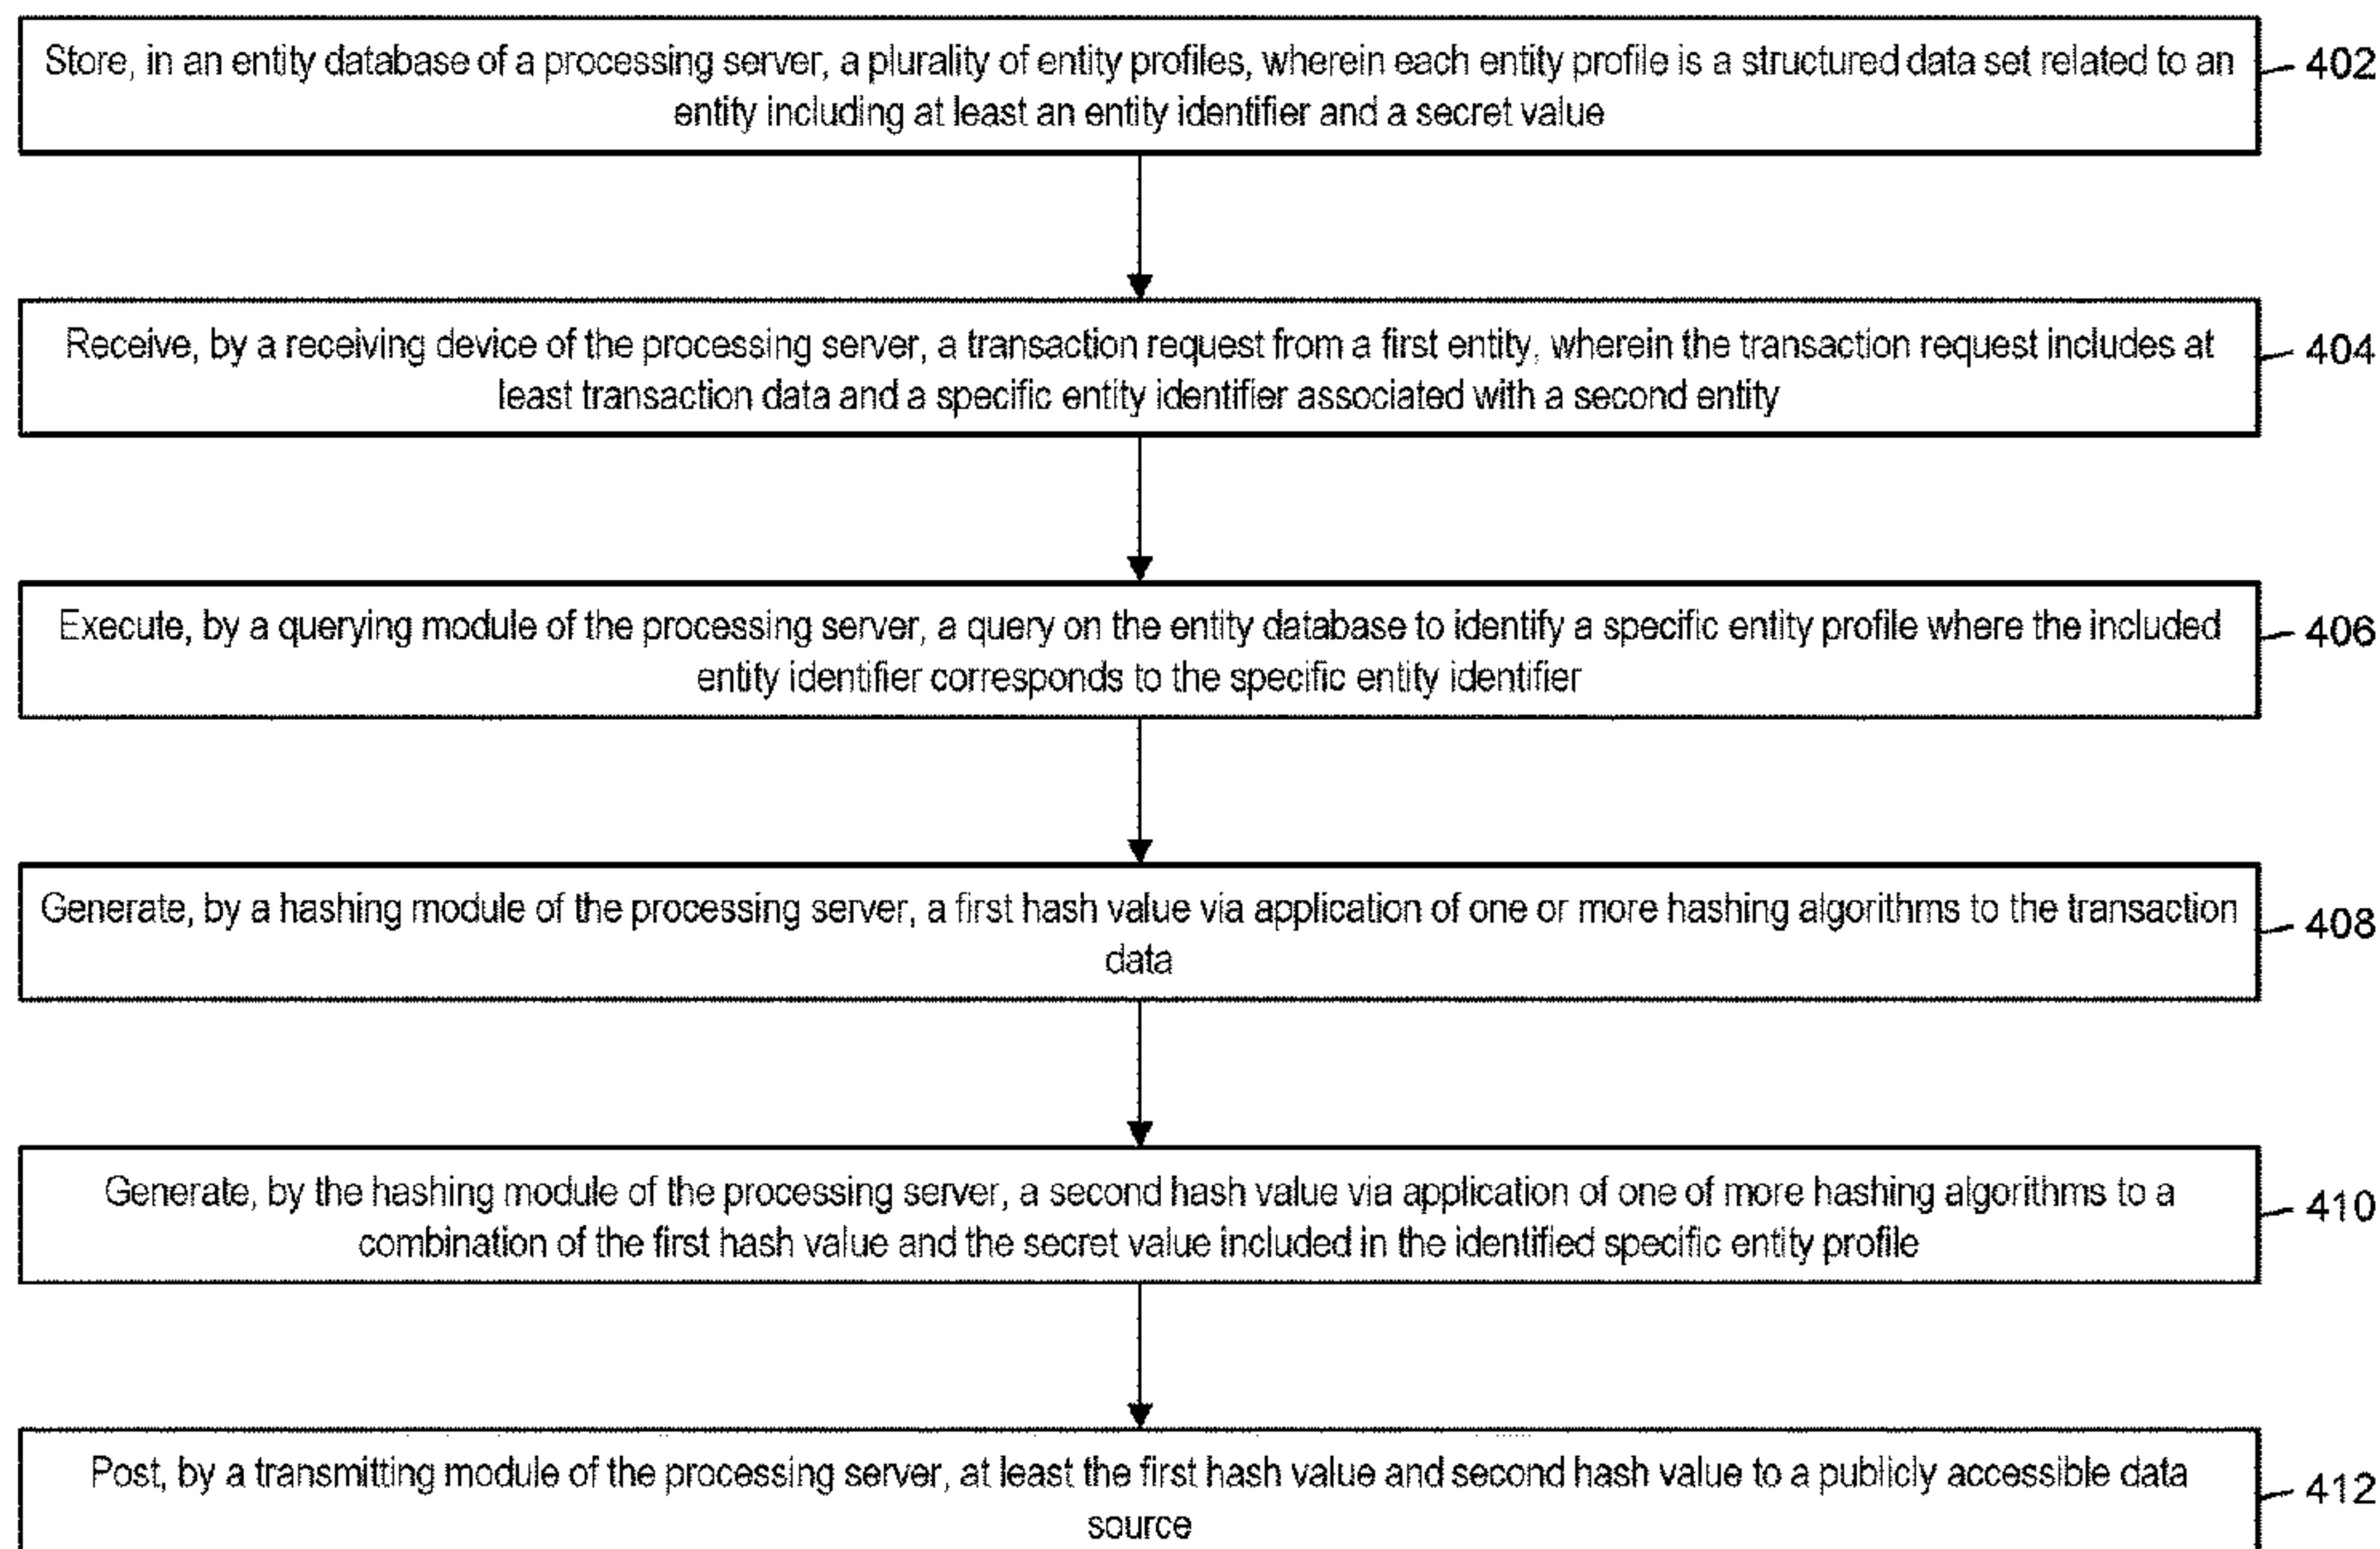 Store, in an entity database of a processing server, a plurality of entity profiles, wherein each entity profile is a structured data set related to an
entity including at least an entity identifier and a secret value
402
Receive, by a receiving device of the processing server, a transaction request from a first entity, wherein the transaction request includes at
least transaction data and a specific entity identifier associated with a second entity
404
Execute, by a querying module of the processing server, a query on the entity database to identify a specific entity profile where the included
entity identifier corresponds to the specific entity identifier
406
Generate, by a hashing module of the processing server, a first hash value via application of one or more hashing algorithms to the transaction
data
408
Generate, by the hashing module of the processing server, a second hash value via application of one of more hashing algorithms to a
combination of the first hash value and the secret value included in the identified specific entity profile
410
Post, by a transmitting module of the processing server, at least the first hash value and second hash value to a publicly accessible data
source
412